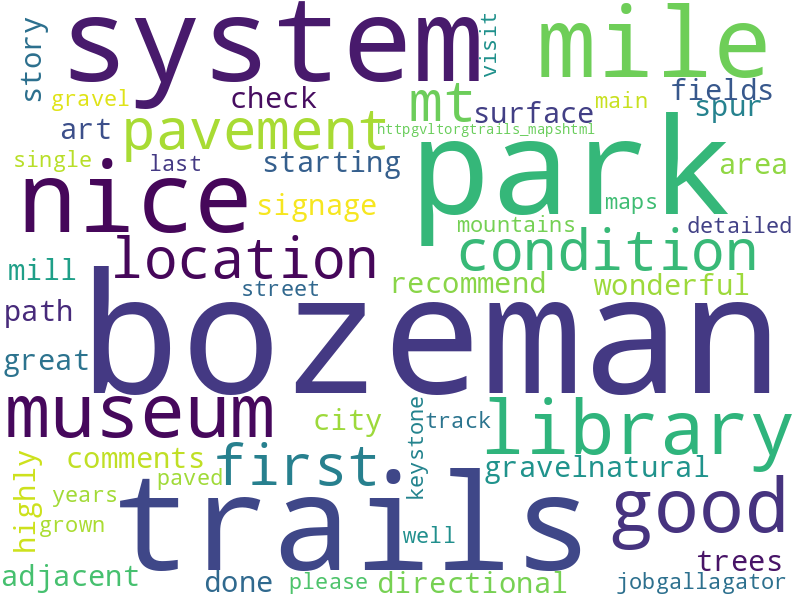 story
system
visit
mile
gravel
check
mt
surface
main
fields
spur
art
pavement
httpgvltorgtrails_mapshtml
single
last
starting
park
area
nice
signage
maps
mountains
detailed
location
condition
mill
street
recommend
wonderful
path
bozeman
great
museum
city
keystone
track
library
highly
comments
first
gravelnatural
years
paved
grown
trails
well
good
adjacent
done
please
directional
trees
jobgallagator